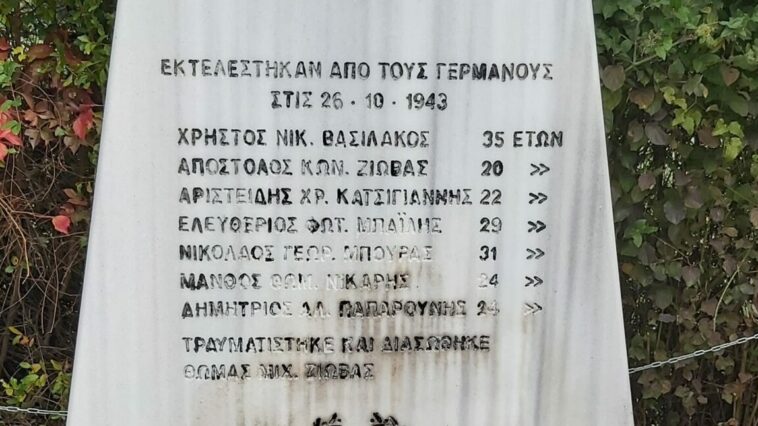 ΕΚΤΕΛΕΣΤΗΚΑΝ ΑΠΟ ΤΟΥΣ ΓΕΡΜΑΝΟΥΣ
ΣΤΙΣ 26 · 10 · 1943
ΧΡΗΣΤΟΣ ΝΙΚ. ΒΑΣΙΛΑΚΟΣ 35 ΕΤΩΝ
ΑΠΟΣΤΟΛΟΣ ΚΩΝ. ΖΙΩΒΑΣ 20 >>
ΑΡΙΣΤΕΙΔΗΣ ΧΡ. ΚΑΤΣΙΓΙΑΝΝΗΣ 22 >>
ΕΛΕΥΘΕΡΙΟΣ ΦΩΤ. ΜΠΑΪΛΗΣ 29 >>
ΝΙΚΟΛΑΟΣ ΓΕΩΡ. ΜΠΟΥΡΑΣ 31 >>
ΜΑΝΘΟΣ ΘΩΜ. ΝΙΚΑΡΗΣ 24 >>
ΔΗΜΗΤΡΙΟΣ ΑΛ. ΠΑΠΑΡΟΥΝΗΣ 24 >>
ΤΡΑΥΜΑΤΙΣΤΗΚΕ ΚΑΙ ΔΙΑΣΩΘΗΚΕ
ΘΩΜΑΣ ΜΙΧ. ΖΙΩΒΑΣ